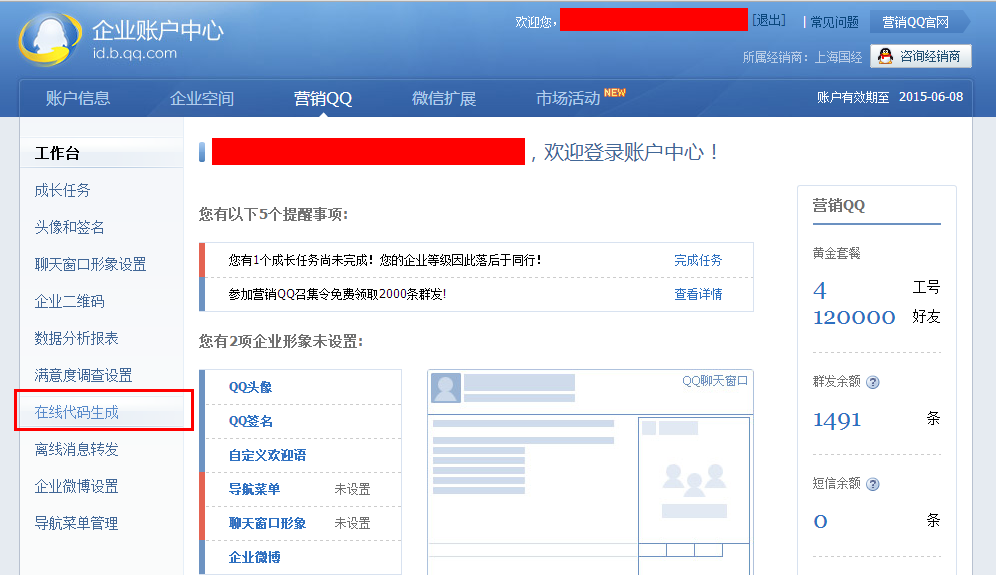 企业账户中心
id.b.qq.com
欢迎您，
[退出]
常见问题
营销QQ官网
所属经销商：上海国经
咨询经销商
账户信息
企业空间
营销QQ
微信扩展
市场活动 NEW
账户有效期至 2015-06-08
工作台
成长任务
头像和签名
聊天窗口形象设置
企业二维码
数据分析报表
满意度调查设置
在线代码生成
离线消息转发
企业微博设置
导航菜单管理
，欢迎登录账户中心！
您有以下5个提醒事项:
您有1个成长任务尚未完成！您的企业等级因此落后于同行！
完成任务
参加营销QQ召集令免费领取2000条群发!
查看详情
您有2项企业形象未设置:
QQ头像
QQ签名
自定义欢迎语
导航菜单 未设置
聊天窗口形象 未设置
企业微博
QQ聊天窗口
营销QQ
黄金套餐
4 工号
120000 好友
群发余额 ?
1491 条
短信余额 ?
0 条